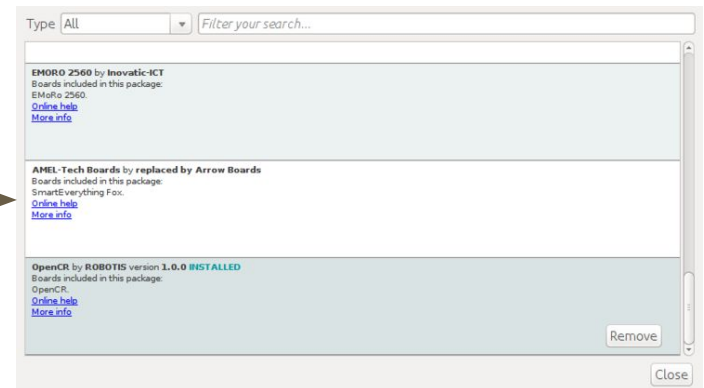 Type All Filter your search...
EMORO 2560 by Inovatic-ICT
Boards included in this package:
EMoRo 2560.
Online help
More info
AMEL-Tech Boards by replaced by Arrow Boards
Boards included in this package:
SmartEverything Fox.
Online help
More info
OpenCR by ROBOTIS version 1.0.0 INSTALLED
Boards included in this package:
OpenCR.
Online help
More info
Remove
Close